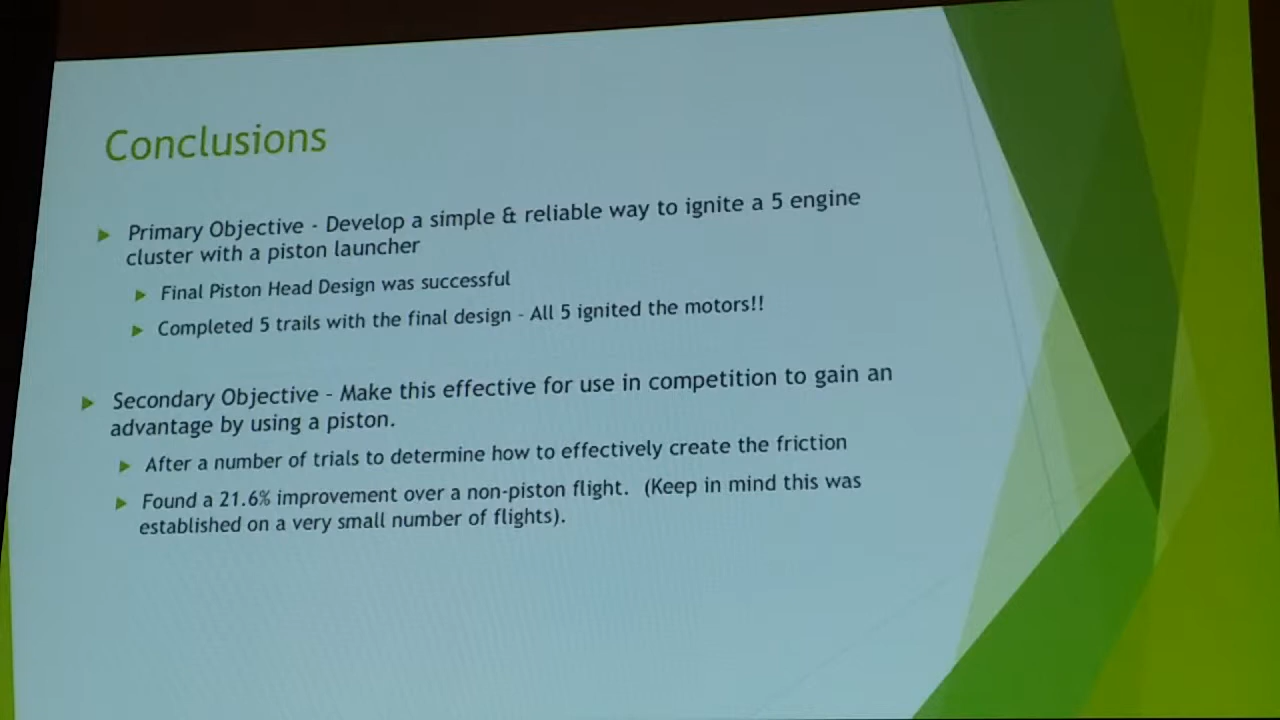 Conclusions
Primary Objective - Develop a simple & reliable way to ignite a 5 engine
cluster with a piston launcher
Final Piston Head Design was successful
Completed 5 trails with the final design - All 5 ignited the motors!!
Secondary Objective - Make this effective for use in competition to gain an
advantage by using a piston.
After a number of trials to determine how to effectively create the friction
Found a 21.6% improvement over a non-piston flight. (Keep in mind this was
established on a very small number of flights).